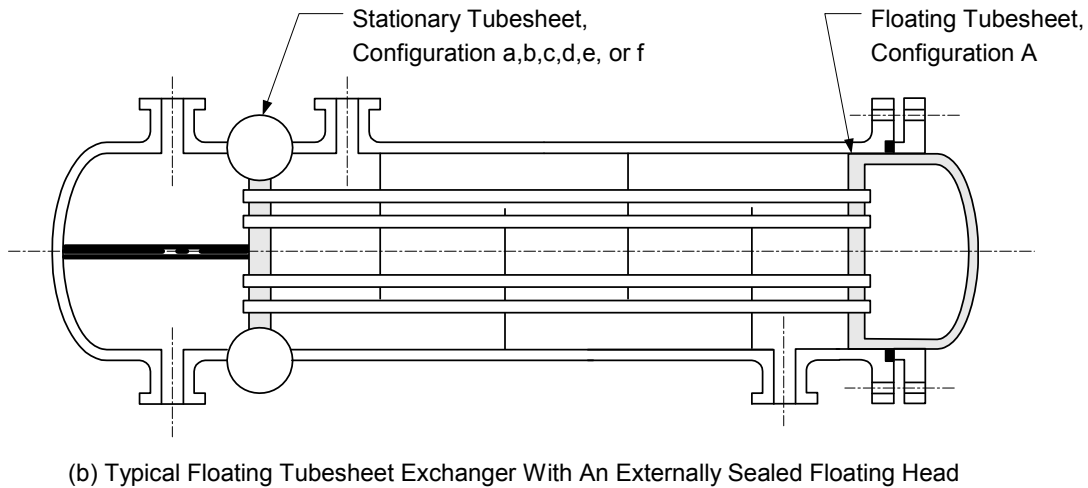 Stationary Tubesheet,
Configuration a,b,c,d,e, or f
Floating Tubesheet,
Configuration A
(b) Typical Floating Tubesheet Exchanger With An Externally Sealed Floating Head